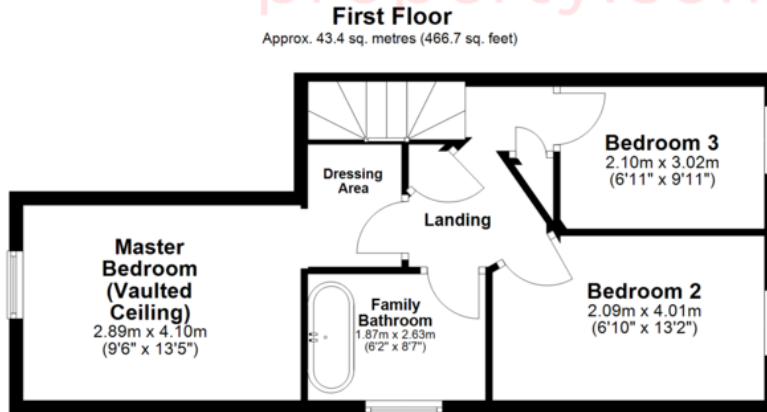 property.com
First Floor
Approx. 43.4 sq. metres (466.7 sq. feet)
Bedroom 3
2.10m x 3.02m
(6'11" x 9'11")
Dressing
Area
Landing
Master
Bedroom
(Vaulted
Ceiling)
2.89m x 4.10m
(9'6" x 13'5")
Family
Bathroom
1.87m x 2.63m
(6'2" x 8'7")
Bedroom 2
2.09m x 4.01m
(6'10" x 13'2")